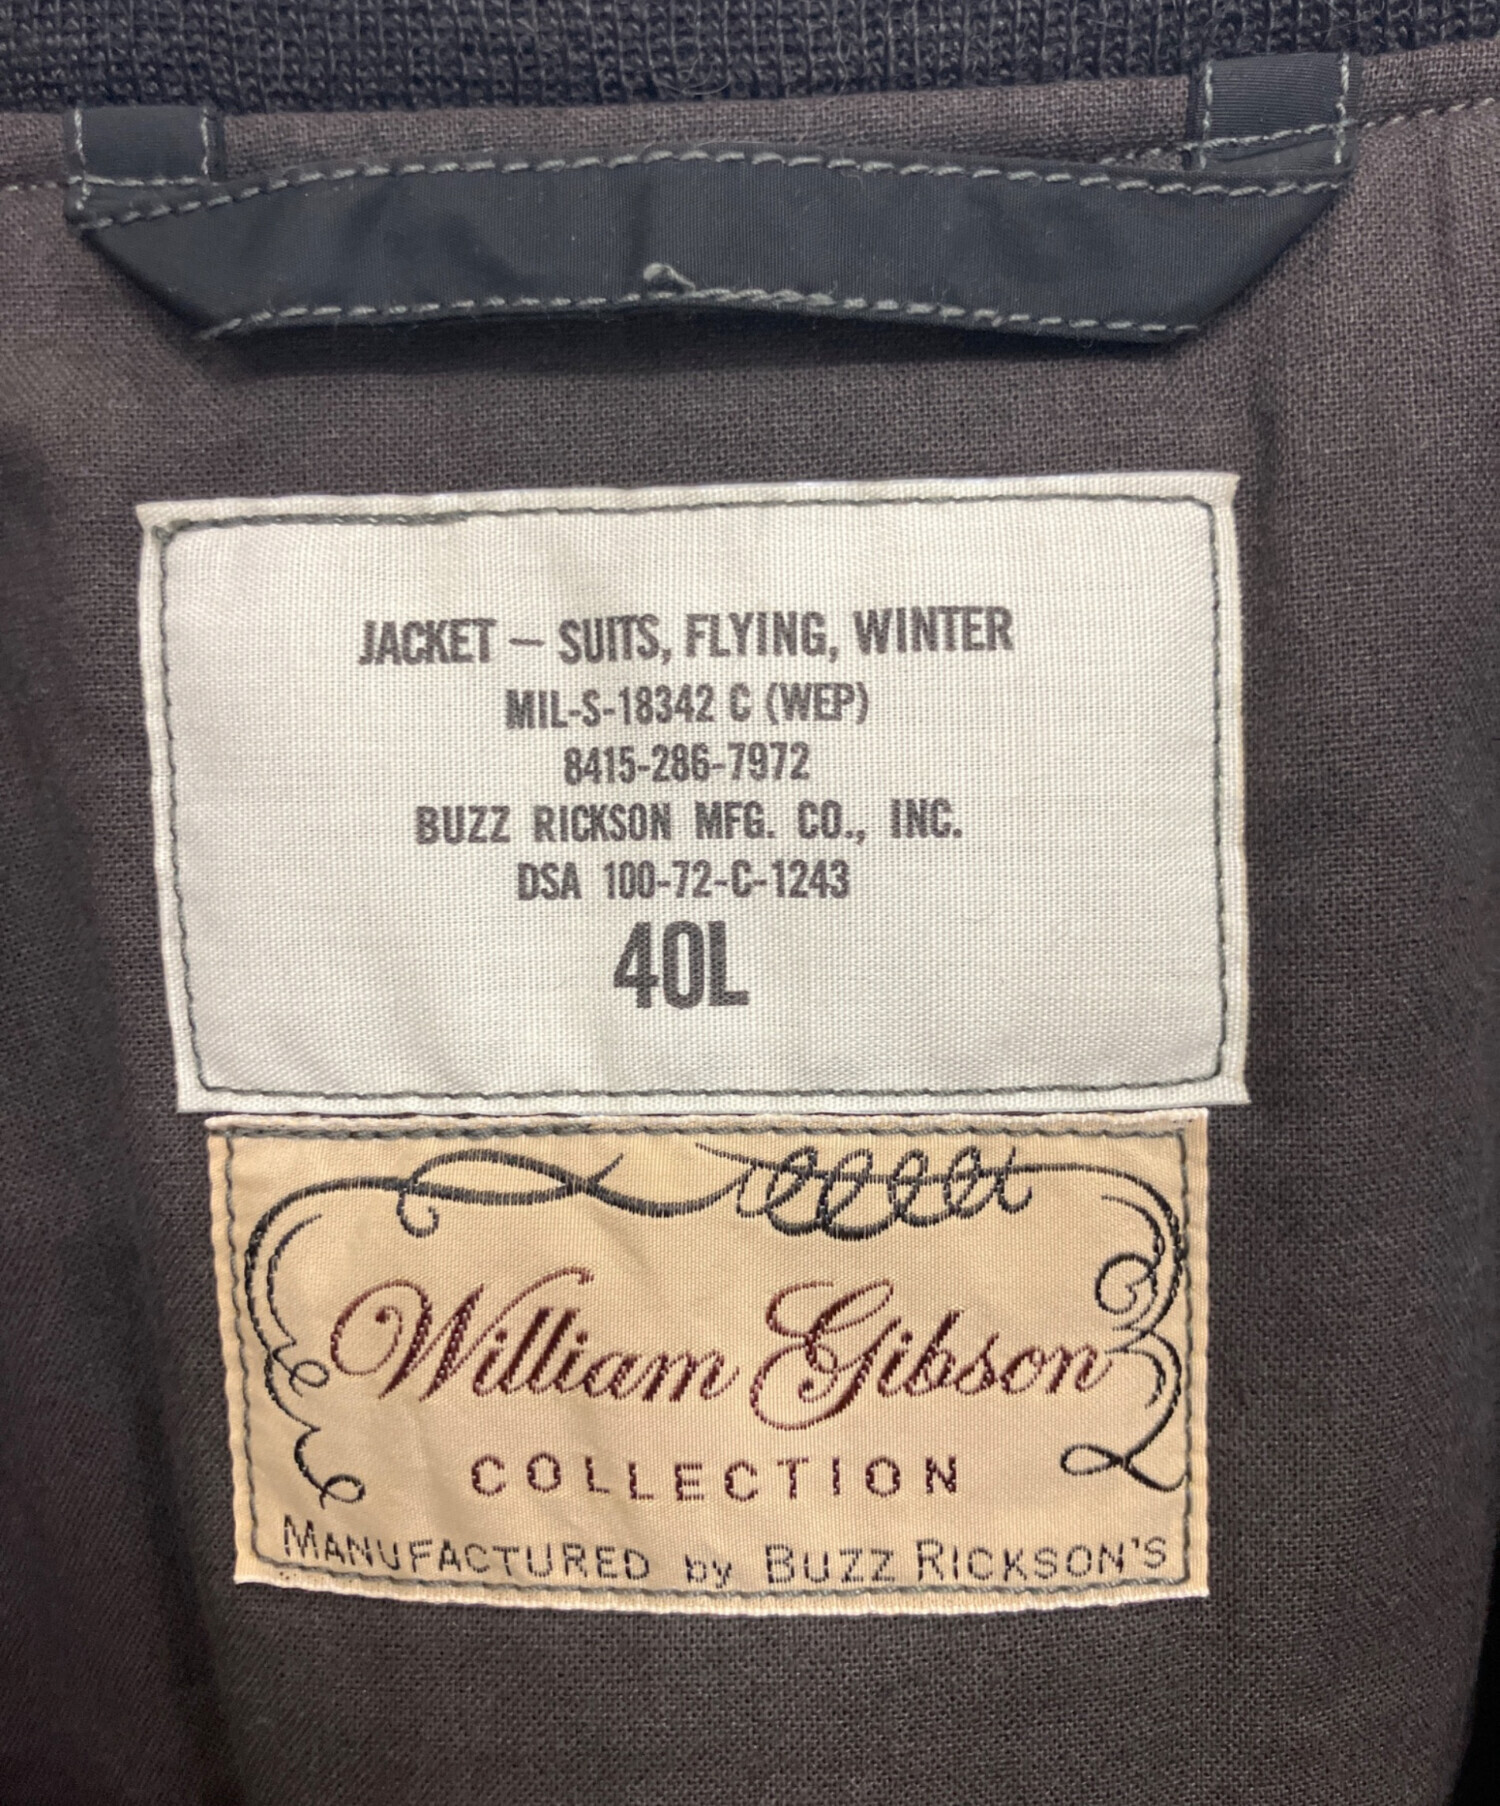 JACKET – SUITS, FLYING, WINTER
MIL-S-18342 C (WEP)
8415-286-7972
BUZZ RICKSON MFG. CO., INC.
DSA 100-72-C-1243
40L
William Gibson
COLLECTION
MANUFACTURED by BUZZ RICKSON'S